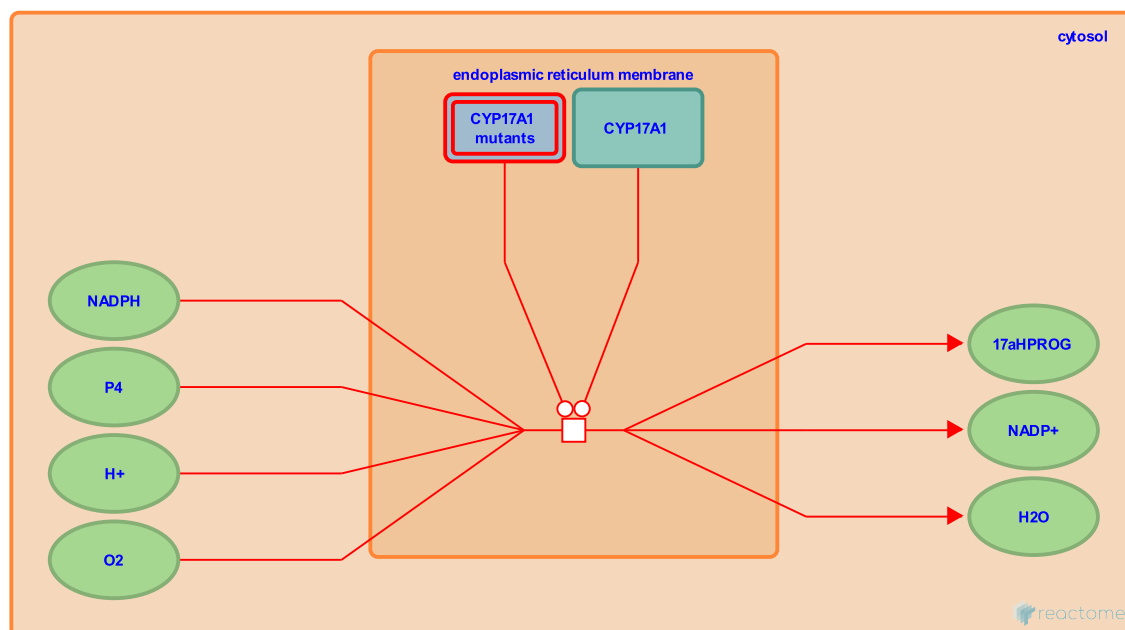 cytosol
endoplasmic reticulum membrane
CYP17A1
mutants
CYP17A1
NADPH
P4
H+
O2
17aHPROG
NADP+
H2O
reactome